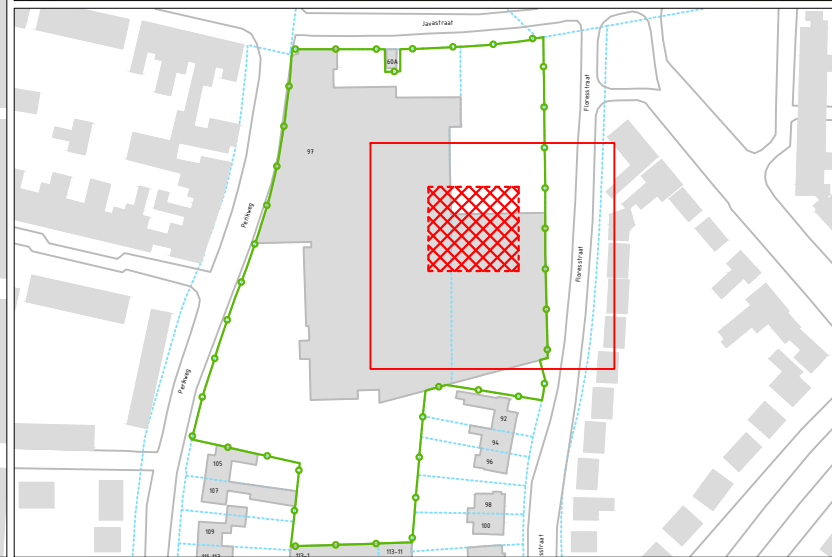 Javastraat
60A
Floresstraat
97
Parkweg
Floresstraat
Parkweg
92
94
96
105
107
98
100
109
113-1
113-11